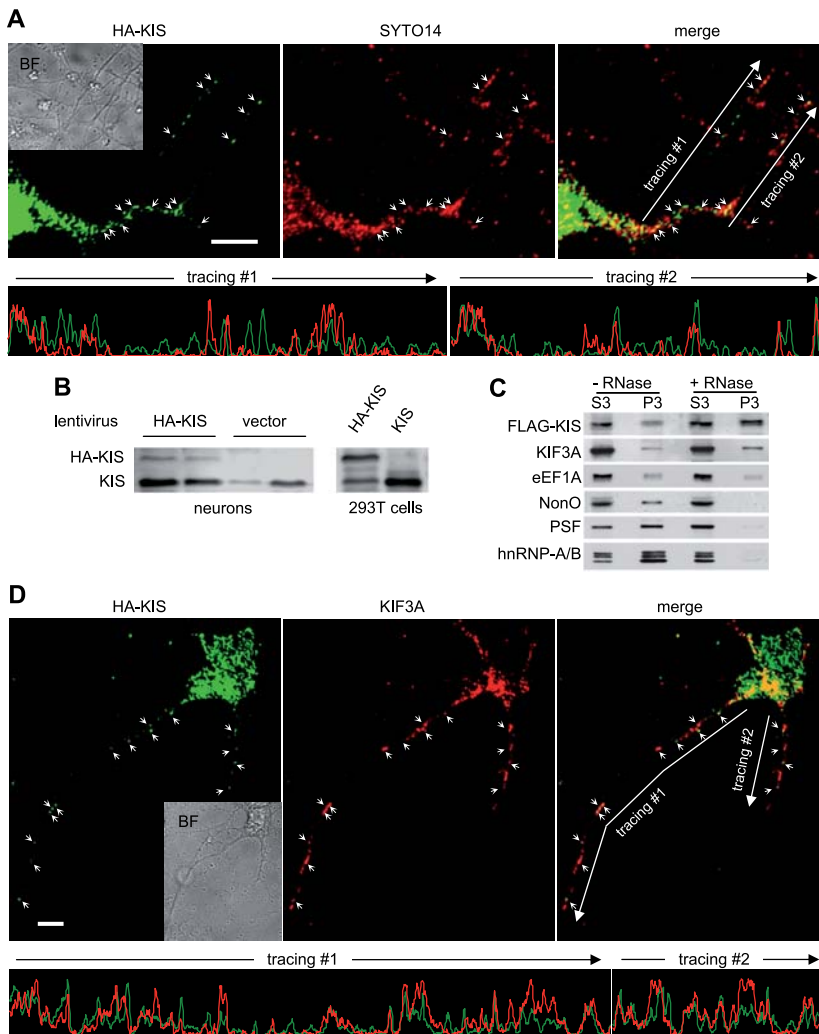 A
HA-KIS SYTO14 merge
BF
tracing #1
tracing #2
tracing #1 tracing #2
B
lentivirus HA-KIS vector
HA-KIS KIS
HA-KIS
KIS
neurons 293T cells
C
- RNase + RNase
S3 P3 S3 P3
FLAG-KIS
KIF3A
eEF1A
NonO
PSF
hnRNP-A/B
D
HA-KIS KIF3A merge
BF
tracing #1
tracing #2
tracing #1 tracing #2